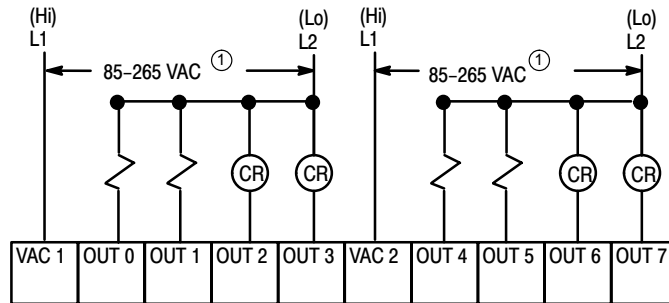 (Hi) (Lo) (Hi) (Lo)
L1 L2 L1 L2
85–265 VAC ① 85–265 VAC ①
CR CR CR CR
VAC 1 OUT 0 OUT 1 OUT 2 OUT 3 VAC 2 OUT 4 OUT 5 OUT 6 OUT 7